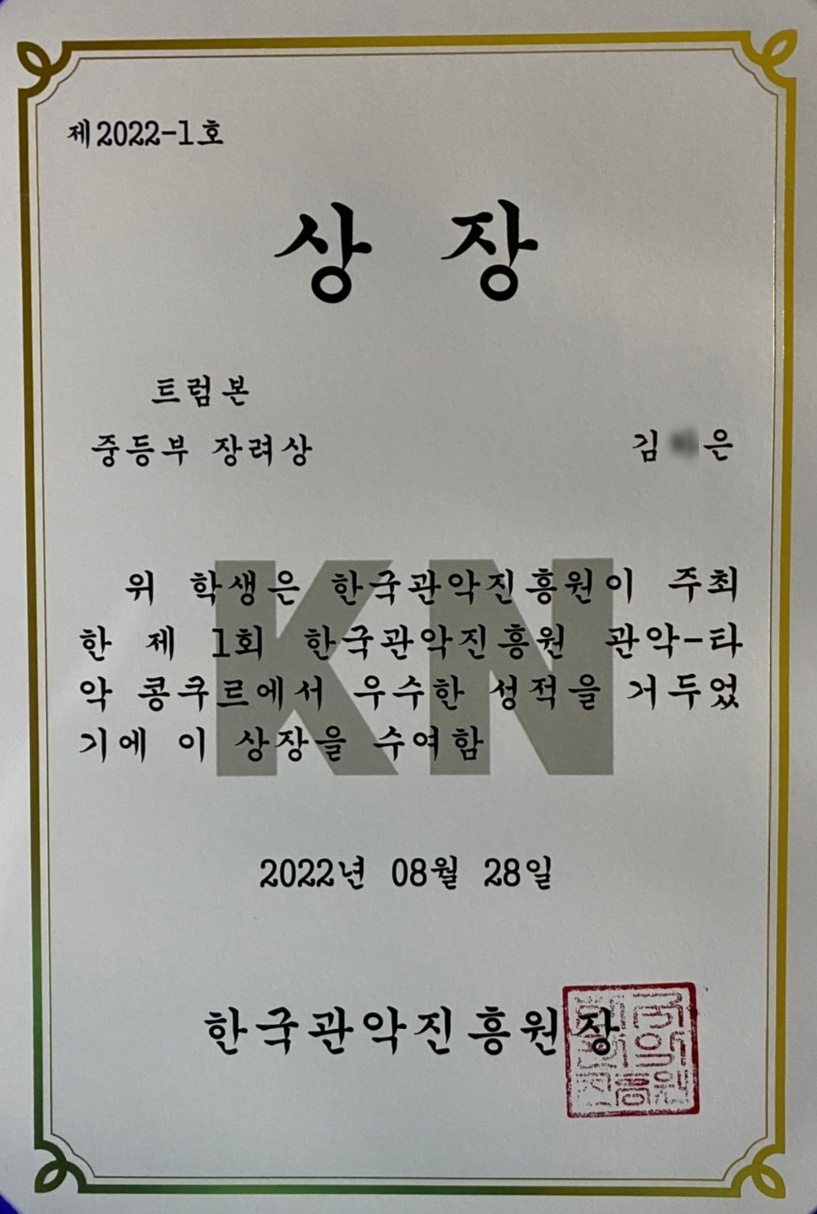 제2022-1호
상 장
트럼본
중등부 장려상
김 은
위 학생은 한국관악진흥원이 주최
한 제 1회 한국관악진흥원 관악-타
악 콩쿠르에서 우수한 성적을 거두었
기에 이 상장을 수여함
KN
2022년 08월 28일
한국관악진흥원장